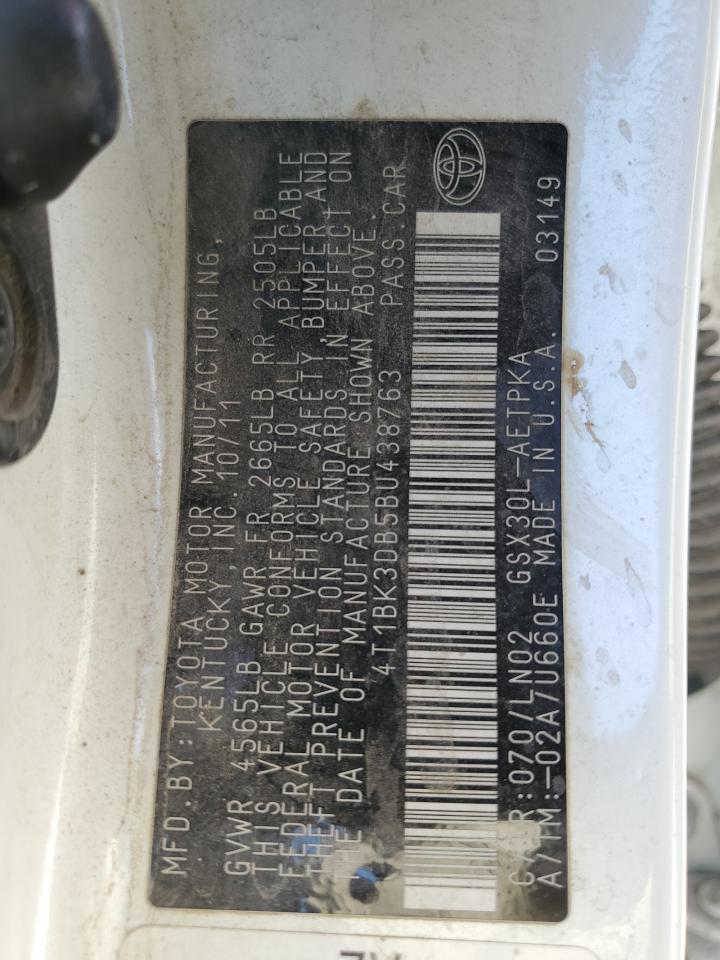 MFD.BY:TOYOTA MOTOR MANUFACTURING,
KENTUCKY,INC. 10/11
GVWR 4565LB GAWR FR 2665LB RR 2505LB
THIS VEHICLE CONFORMS TO ALL APPLICABLE
FEDERAL MOTOR VEHICLE SAFETY, BUMPER, AND
THEFT PREVENTION STANDARDS IN EFFECT ON
THE DATE OF MANUFACTURE SHOWN ABOVE.
4T1BK3DB5BU438763 PASS.CAR
C/TR:070/LN02 GSX30L-AETPKA
A/TM:-02A/U660E MADE IN U.S.A. 03149